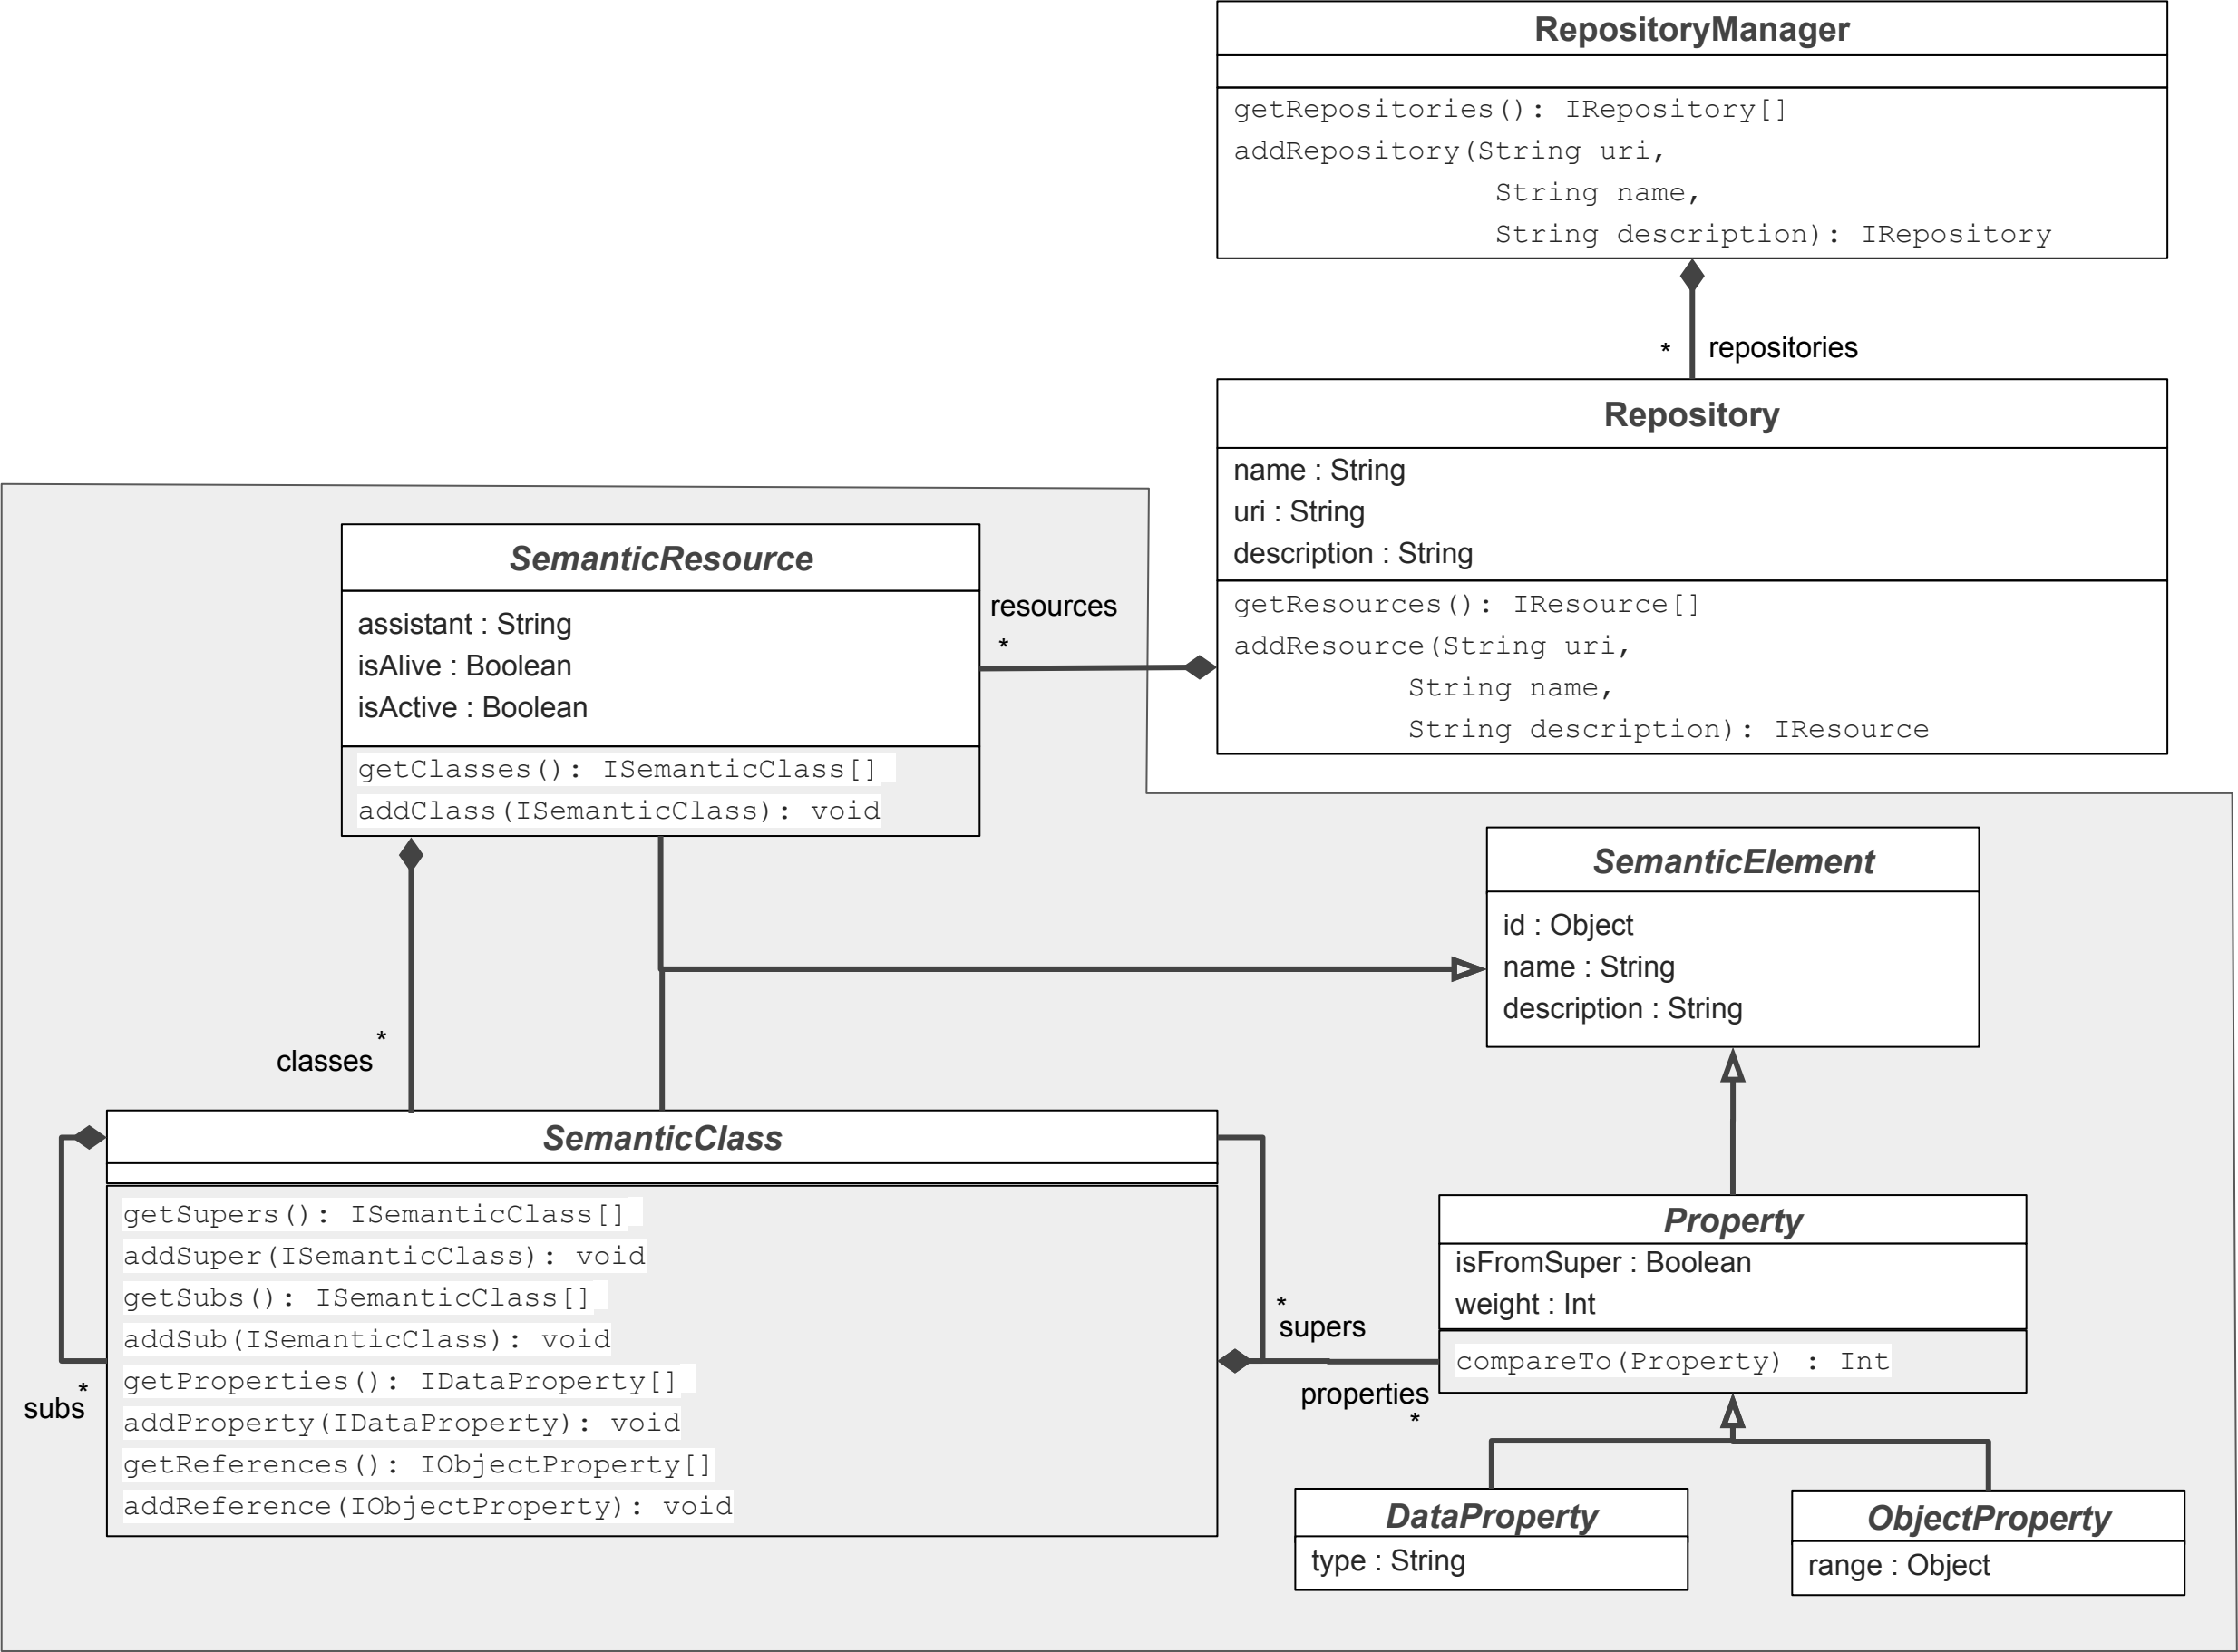 RepositoryManager
getRepositories(): IRepository[]
addRepository(String uri,
String name,
String description): IRepository
* repositories
Repository
name : String
uri : String
description : String
getResources(): IResource[]
addResource(String uri,
String name,
String description): IResource
SemanticResource
assistant : String
isAlive : Boolean
isActive : Boolean
getClasses(): ISemanticClass[]
addClass(ISemanticClass): void
resources
*
SemanticElement
id : Object
name : String
description : String
*
classes
SemanticClass
getSupers(): ISemanticClass[]
addSuper(ISemanticClass): void
getSubs(): ISemanticClass[]
addSub(ISemanticClass): void
getProperties(): IDataProperty[]
addProperty(IDataProperty): void
getReferences(): IObjectProperty[]
addReference(IObjectProperty): void
*
subs
*
supers
properties
*
Property
isFromSuper : Boolean
weight : Int
compareTo(Property) : Int
DataProperty
type : String
ObjectProperty
range : Object